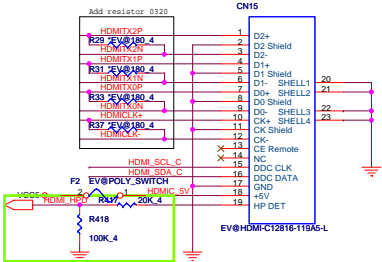 Add resistor 0320
CN15
HDMITX2P
R29 *EV@180_4
HDMITX2N
HDMITX1P
R31 *EV@180_4
HDMITX1N
HDMITX0P
R33 *EV@180_4
HDMITX0N
HDMICLK+
R37 *EV@180_4
HDMICLK-
1 D2+
2 D2 Shield
3 D2-
4 D1+
5 D1 Shield
6 D1- SHELL1 20
7 D0+ SHELL2 21
8 D0 Shield
9 D0- SHELL3 22
10 CK+ SHELL4 23
11 CK Shield
12 CK-
13 CE Remote
14 NC
HDMI_SCL_C 15 DDC CLK
HDMI_SDA_C 16 DDC DATA
17 GND
F2 EV@POLY_SWITCH
VCC5 2 1 HDMIC_5V 18 +5V
HDMI_HPD R417 20K_4 19 HP DET
R418
100K_4
EV@HDMI-C12816-119A5-L